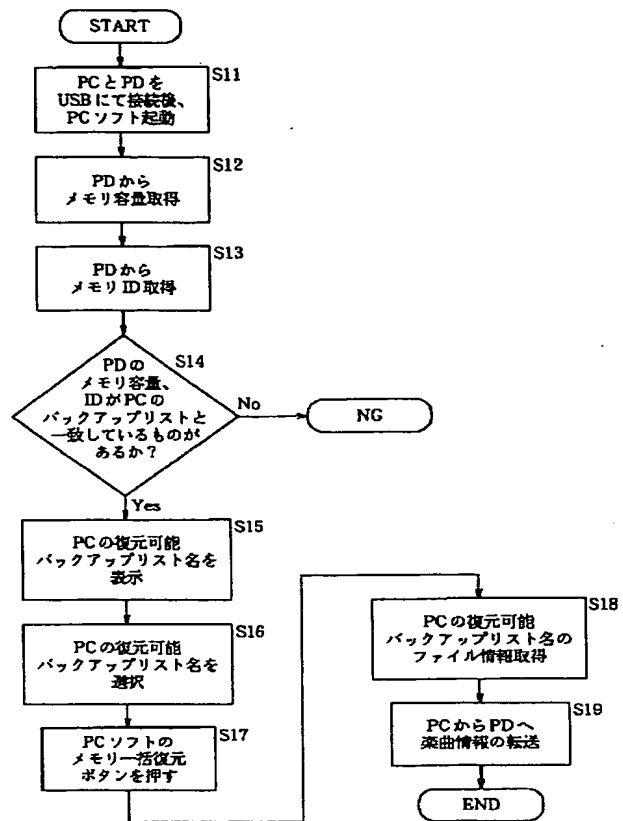 START
S11
PCとPDを
USBにて接続後、
PCソフト起動
S12
PDから
メモリ容量取得
S13
PDから
メモリID取得
S14
PDの
メモリ容量、
IDがPCの
バックアップリストと
一致しているものが
あるか?
No
NG
Yes
S15
PCの復元可能
バックアップリスト名を
表示
S16
PCの復元可能
バックアップリスト名を
選択
S17
PCソフトの
メモリ一括復元
ボタンを押す
S18
PCの復元可能
バックアップリスト名の
ファイル情報取得
S19
PCからPDへ
楽曲情報の転送
END